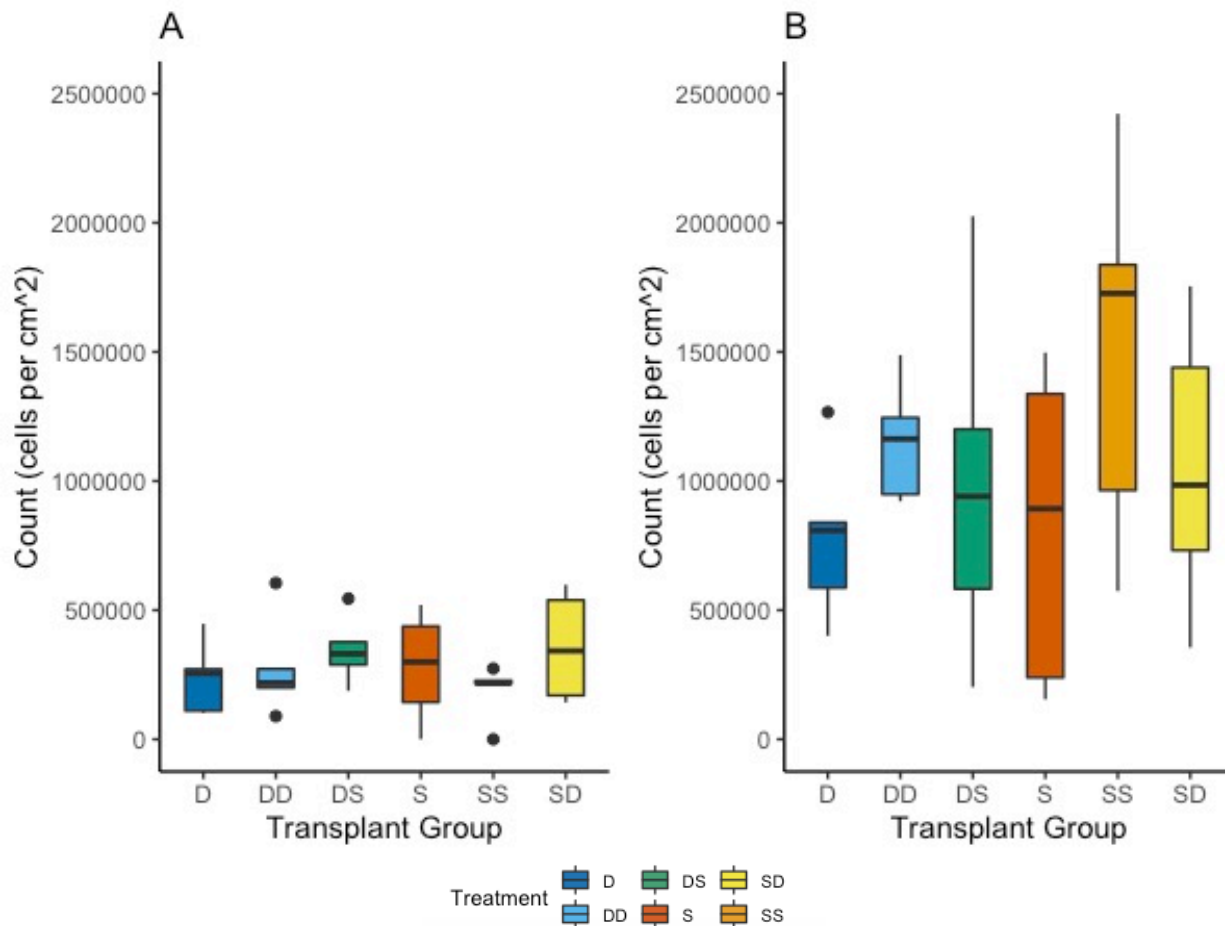 A
2500000
2000000
1500000
1000000
500000
0
Count (cells per cm^2)
D DD DS S SS SD
Transplant Group
B
2500000
2000000
1500000
1000000
500000
0
Count (cells per cm^2)
D DD DS S SS SD
Transplant Group
Treatment
D DS SD
DD S SS